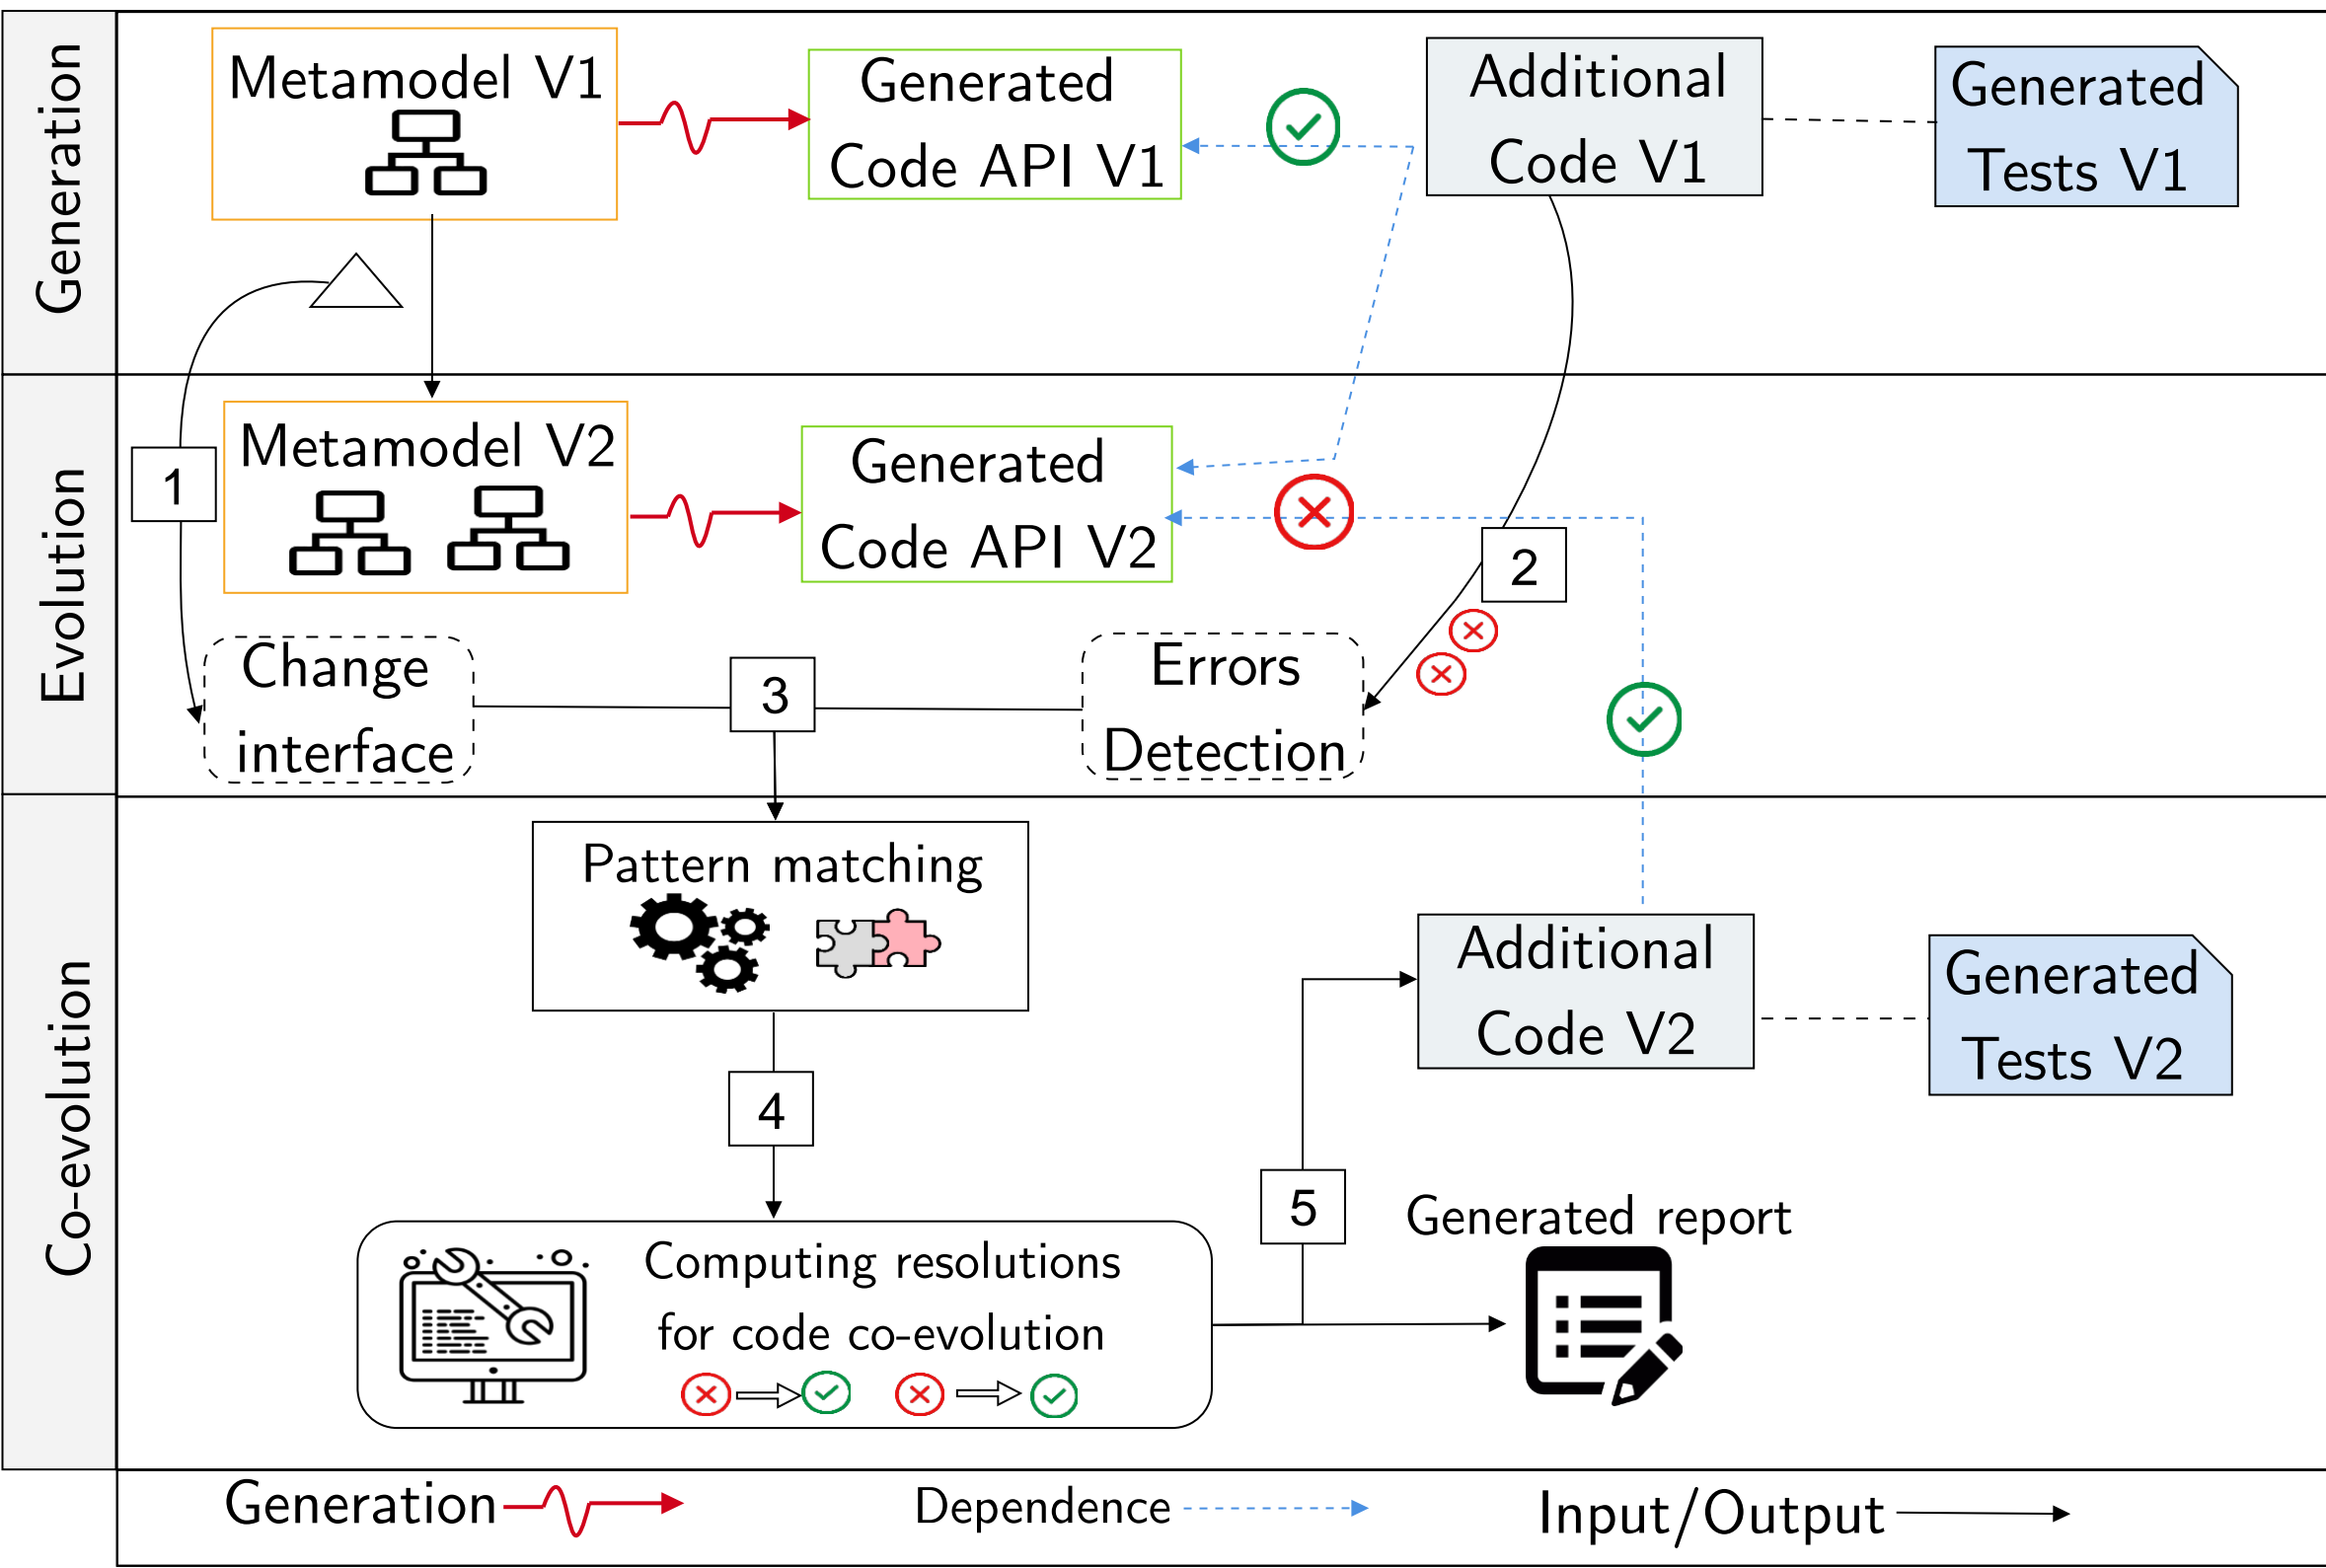 Generation
Metamodel V1
Generated
Code API V1
Additional
Code V1
Generated
Tests V1
Evolution
1
Metamodel V2
Generated
Code API V2
2
Change
interface
3
Errors
Detection
Co-evolution
Pattern matching
Additional
Code V2
Generated
Tests V2
4
5
Generated report
Computing resolutions
for code co-evolution
Generation
Dependence
Input/Output